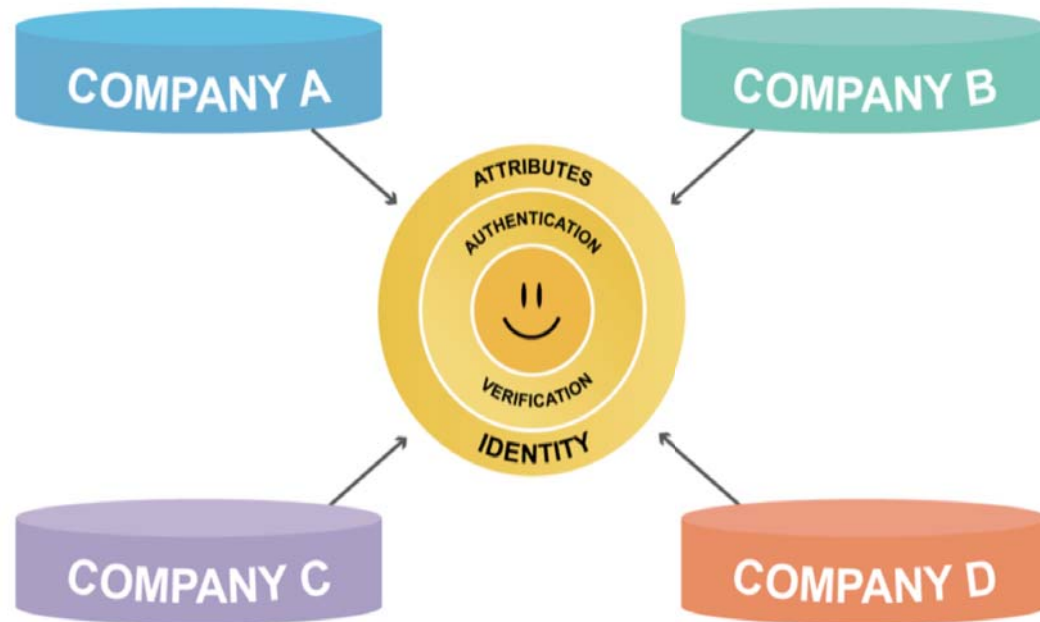 COMPANY A
COMPANY B
ATTRIBUTES
AUTHENTICATION
VERIFICATION
IDENTITY
COMPANY C
COMPANY D